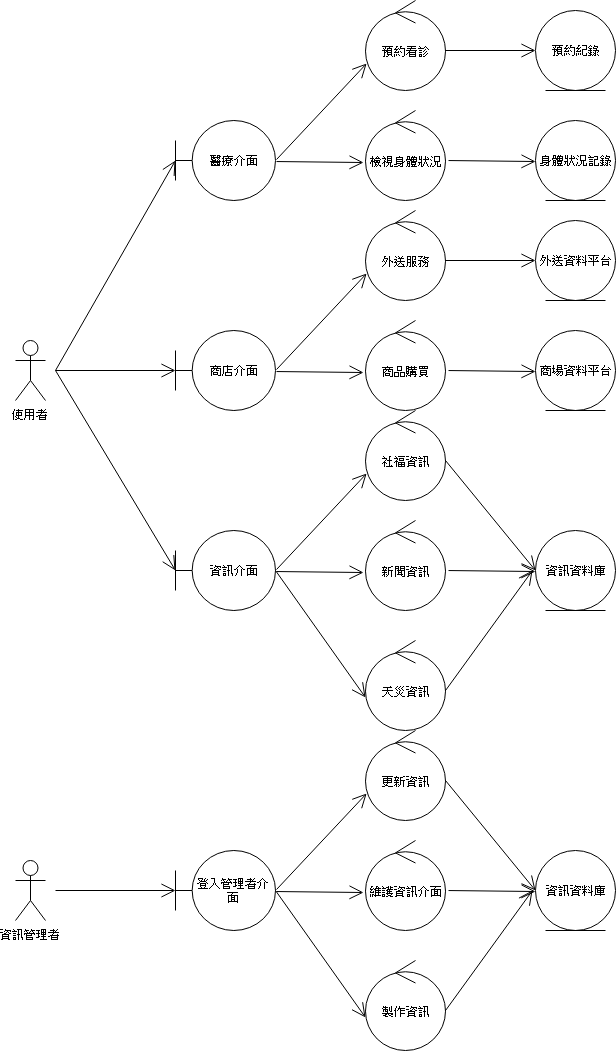 預約看診
預約紀錄
醫療介面
檢視身體狀況
身體狀況記錄
外送服務
外送資料平台
使用者
商店介面
商品購買
商場資料平台
社福資訊
資訊介面
新聞資訊
資訊資料庫
天災資訊
更新資訊
資訊管理者
登入管理者介
面
維護資訊介面
資訊資料庫
製作資訊